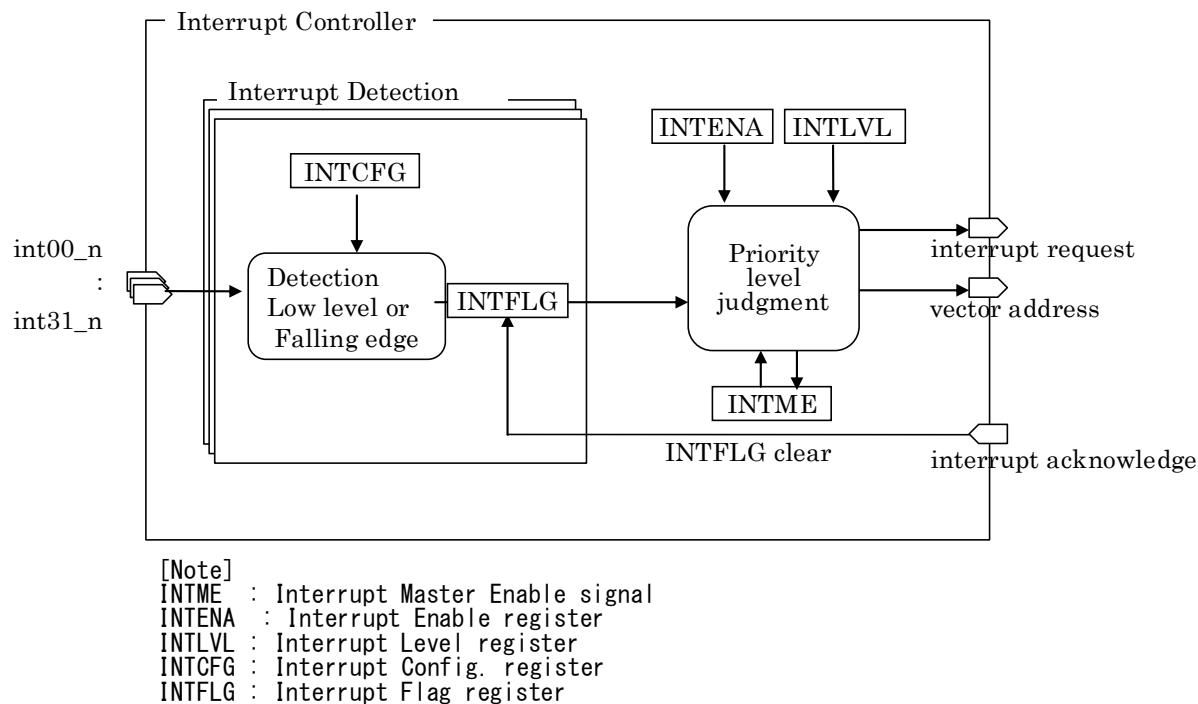 Interrupt Controller
Interrupt Detection
INTENA
INTLVL
INTCFG
int00_n
:
int31_n
Detection
Low level or
Falling edge
INTFLG
Priority
level
judgment
interrupt request
vector address
INTME
INTFLG clear
interrupt acknowledge
[Note]
INTME : Interrupt Master Enable signal
INTENA : Interrupt Enable register
INTLVL : Interrupt Level register
INTCFG : Interrupt Config. register
INTFLG : Interrupt Flag register